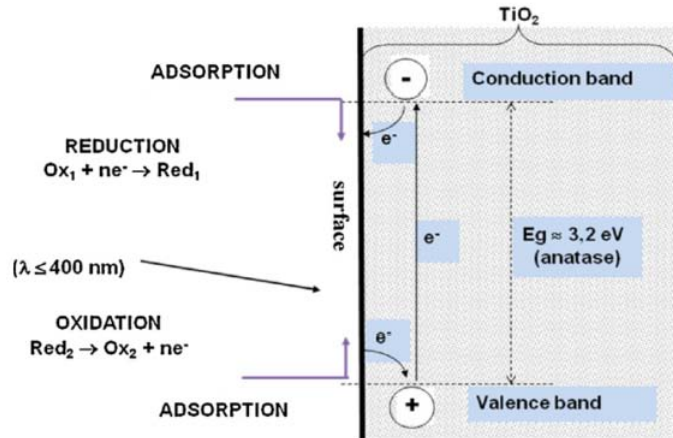 TiO₂
ADSORPTION
-
Conduction band
REDUCTION
Ox₁ + ne⁻ → Red₁
e⁻
surface
e⁻
Eg ≈ 3,2 eV
(anatase)
(λ ≤ 400 nm)
OXIDATION
Red₂ → Ox₂ + ne⁻
e⁻
ADSORPTION
+
Valence band